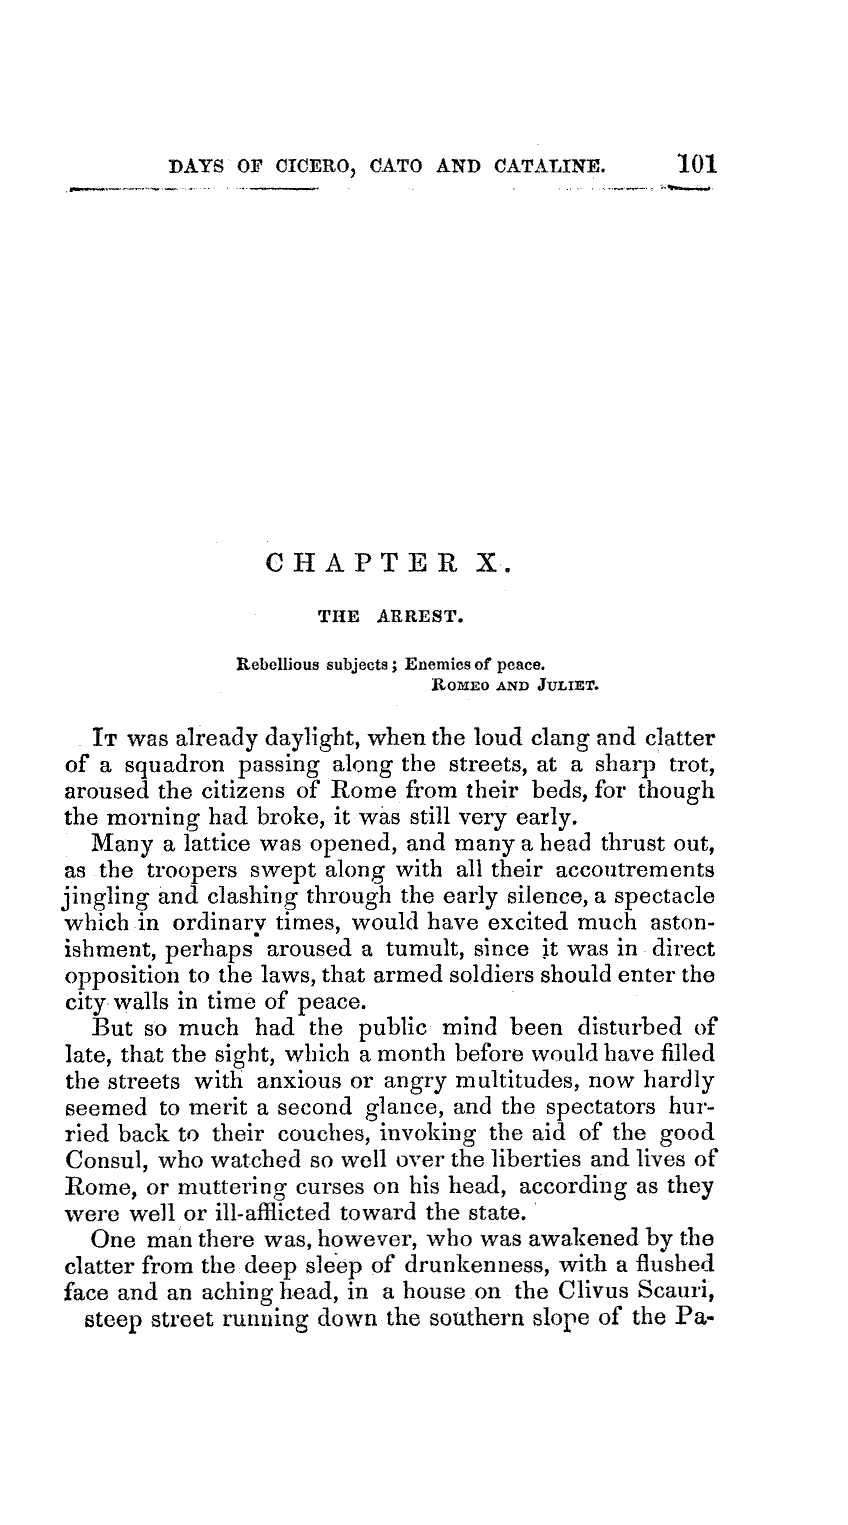 DAYS OF CICERO, CATO AND CATALINE. 101
CHAPTER X.
THE ARREST.
Rebellious subjects; Enemies of peace.
ROMEO AND JULIET.
IT was already daylight, when the loud clang and clatter
of a squadron passing along the streets, at a sharp trot,
aroused the citizens of Rome from their beds, for though
the morning had broke, it was still very early.
Many a lattice was opened, and many a head thrust out,
as the troopers swept along with all their accoutrements
jingling and clashing through the early silence, a spectacle
which in ordinary times, would have excited much aston-
ishment, perhaps aroused a tumult, since it was in direct
opposition to the laws, that armed soldiers should enter the
city walls in time of peace.
But so much had the public mind been disturbed of
late, that the sight, which a month before would have filled
the streets with anxious or angry multitudes, now hardly
seemed to merit a second glance, and the spectators hur-
ried back to their couches, invoking the aid of the good
Consul, who watched so well over the liberties and lives of
Rome, or muttering curses on his head, according as they
were well or ill-afflicted toward the state.
One man there was, however, who was awakened by the
clatter from the deep sleep of drunkenness, with a flushed
face and an aching head, in a house on the Clivus Scauri,
steep street running down the southern slope of the Pa-